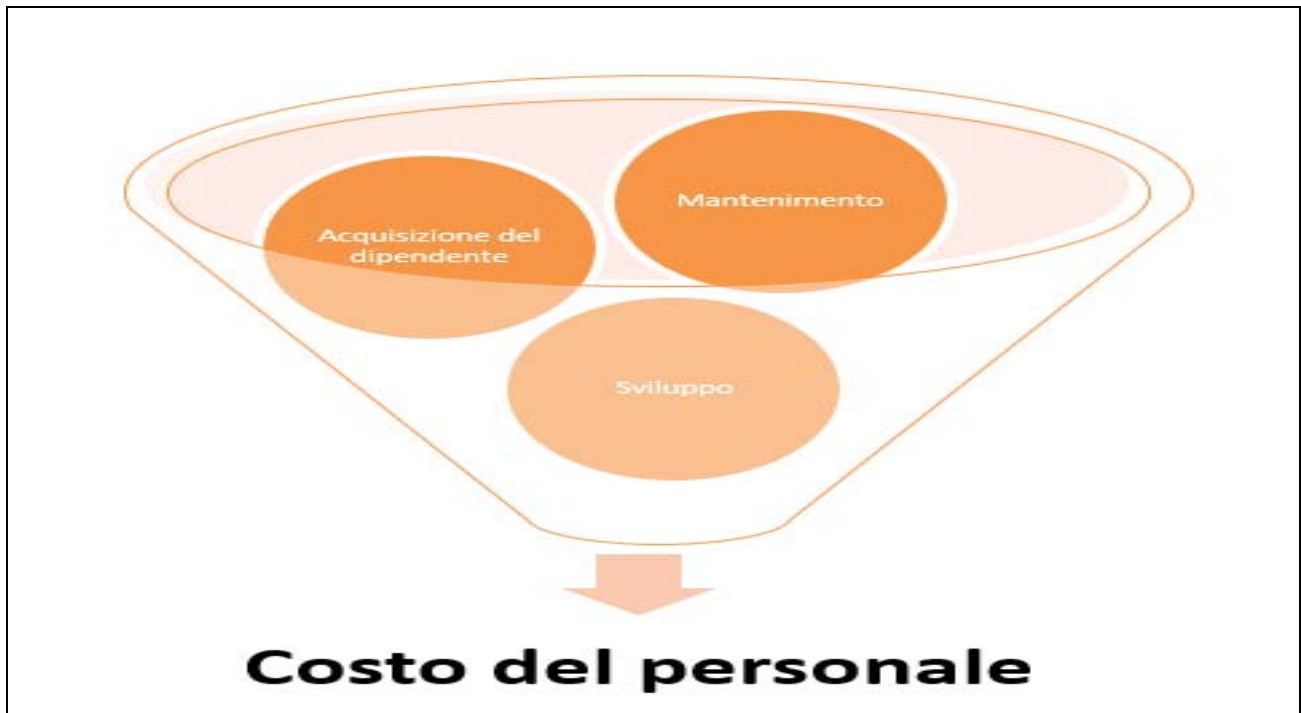 Mantenimento
Acquisizione del
dipendente
Sviluppo
Costo del personale